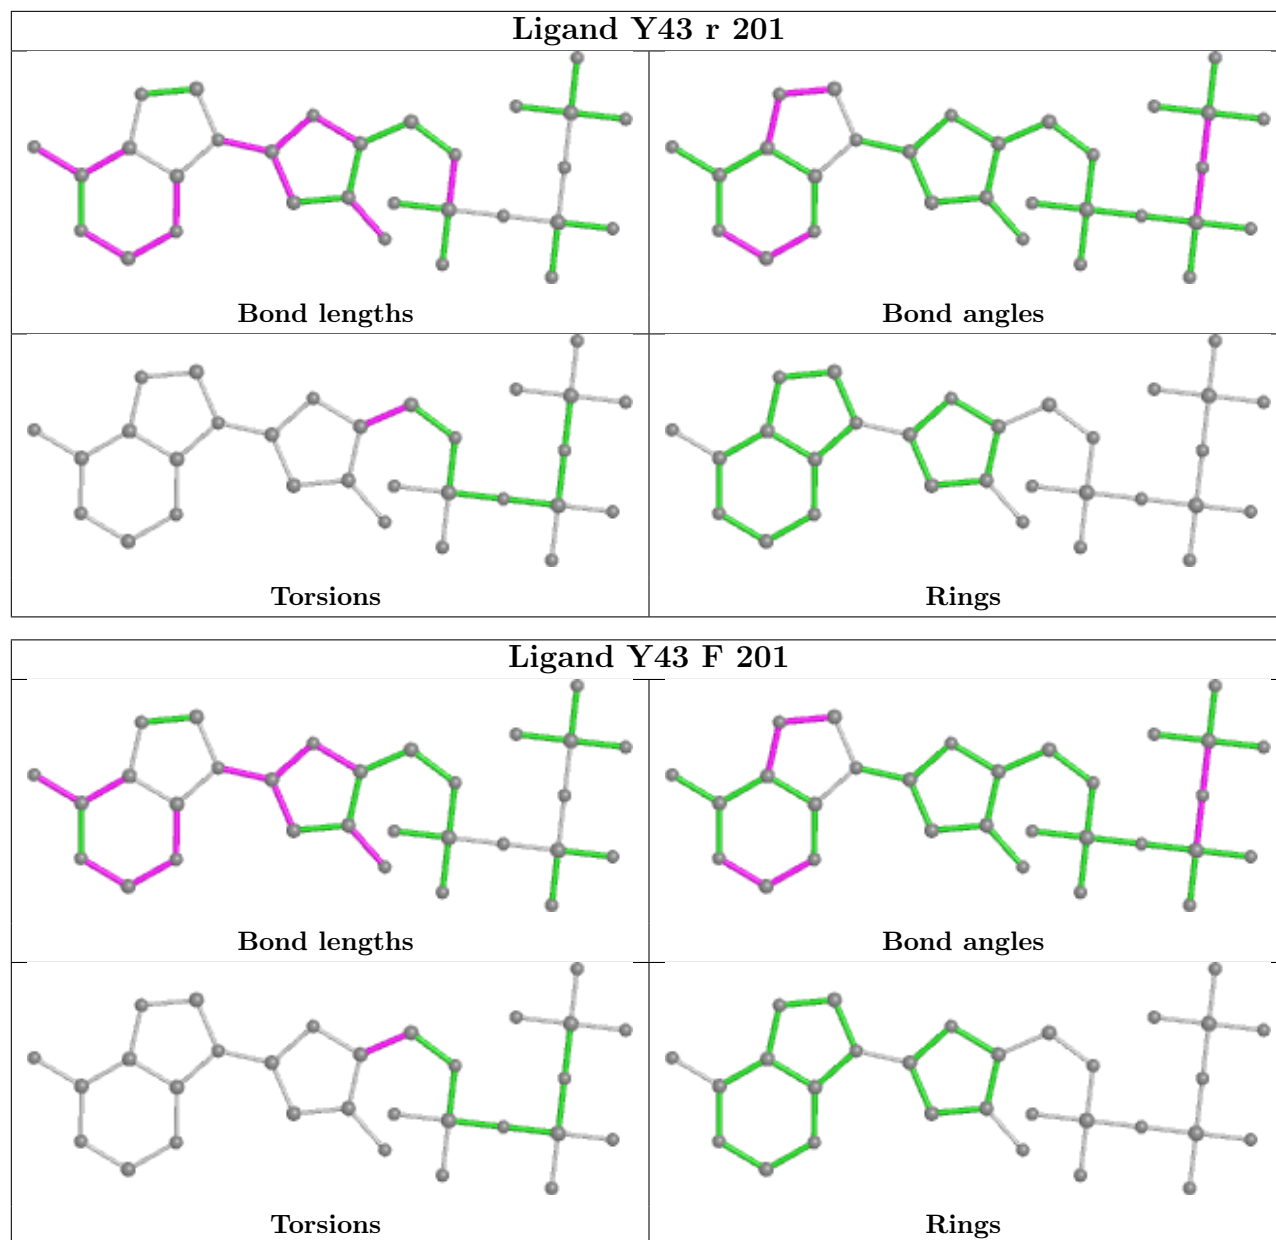 Ligand Y43 r 201
Bond lengths
Bond angles
Torsions
Rings
Ligand Y43 F 201
Bond lengths
Bond angles
Torsions
Rings